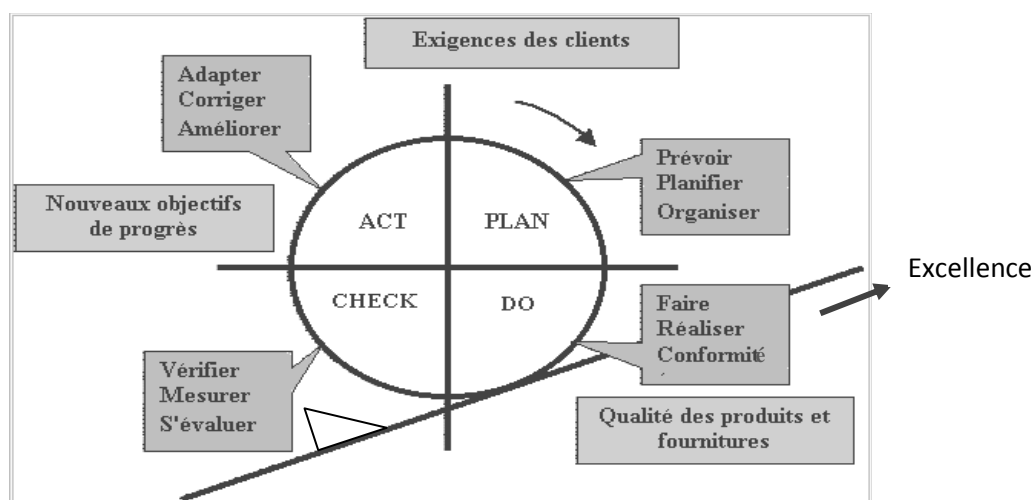 Exigences des clients
Adapter
Corriger
Améliorer
Prévoir
Planifier
Organiser
Nouveaux objectifs
de progrès
ACT
PLAN
CHECK
DO
Excellence
Faire
Réaliser
Conformité
Vérifier
Mesurer
S'évaluer
Qualité des produits et
fournitures